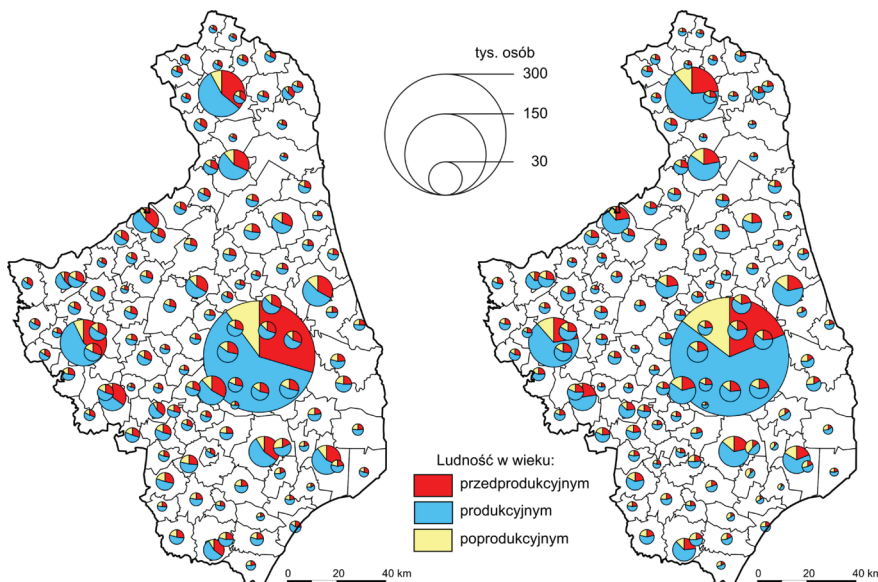 tys. osób
300
150
30
Ludność w wieku:
przedprodukcyjnym
produkcyjnym
poprodukcyjnym
0 20 40 km
0 20 40 km